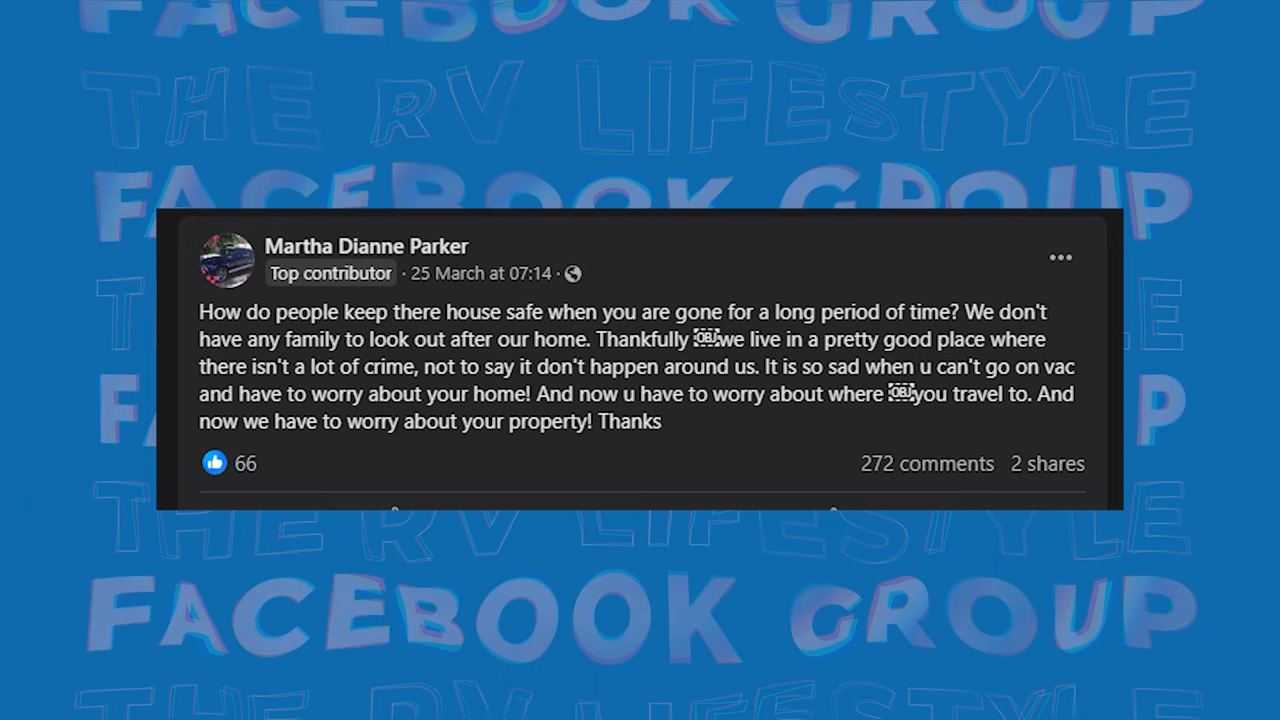 FACEBOOK GROUP
THE RV LIFESTYLE
FACEBOOK GROUP
Martha Dianne Parker
Top contributor · 25 March at 07:14 ·
How do people keep there house safe when you are gone for a long period of time? We don't
have any family to look out after our home. Thankfully ￼we live in a pretty good place where
there isn't a lot of crime, not to say it don't happen around us. It is so sad when u can't go on vac
and have to worry about your home! And now u have to worry about where ￼you travel to. And
now we have to worry about your property! Thanks
66
272 comments 2 shares
THE RV LIFESTYLE
FACEBOOK GROUP
THE RV LIFESTYLE